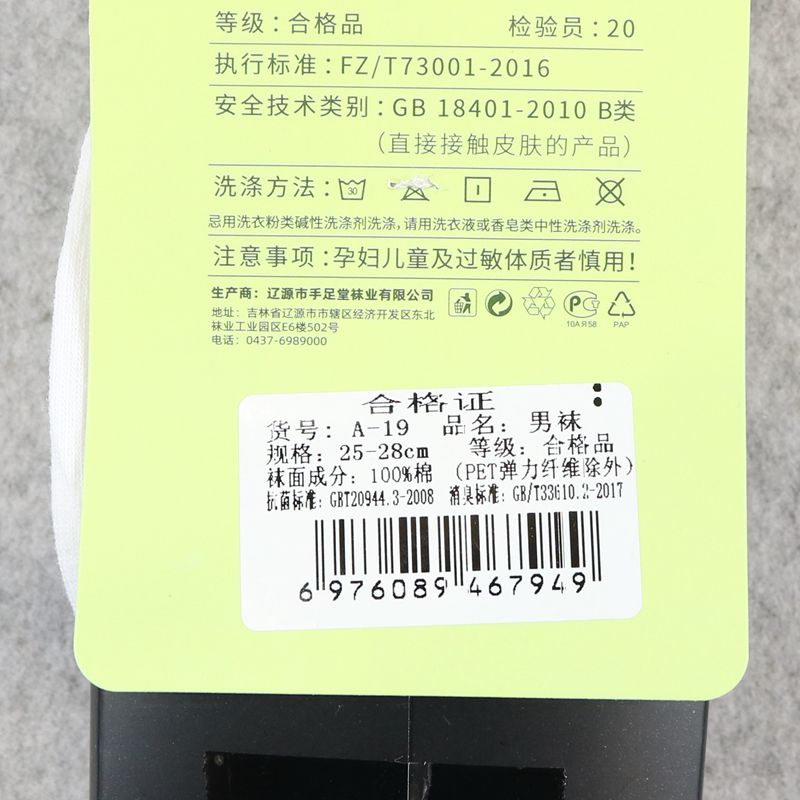 等级：合格品 检验员：20
执行标准：FZ/T73001-2016
安全技术类别：GB 18401-2010 B类
（直接接触皮肤的产品）
洗涤方法： 30
忌用洗衣粉类碱性洗涤剂洗涤，请用洗衣液或香皂类中性洗涤剂洗涤。
注意事项：孕妇儿童及过敏体质者慎用！
生产商：辽源市手足堂袜业有限公司
地址：吉林省辽源市市辖区经济开发区东北
袜业工业园区E6楼502号
电话：0437-6989000
10AЯ58 PAP
合格证
货号：A-19 品名：男袜
规格：25-28cm 等级：合格品
袜面成分：100%棉（PET弹力纤维除外）
抗菌标准：GBT20944.3-2008 消臭标准：GB/T33610.2-2017
6 976089 467949